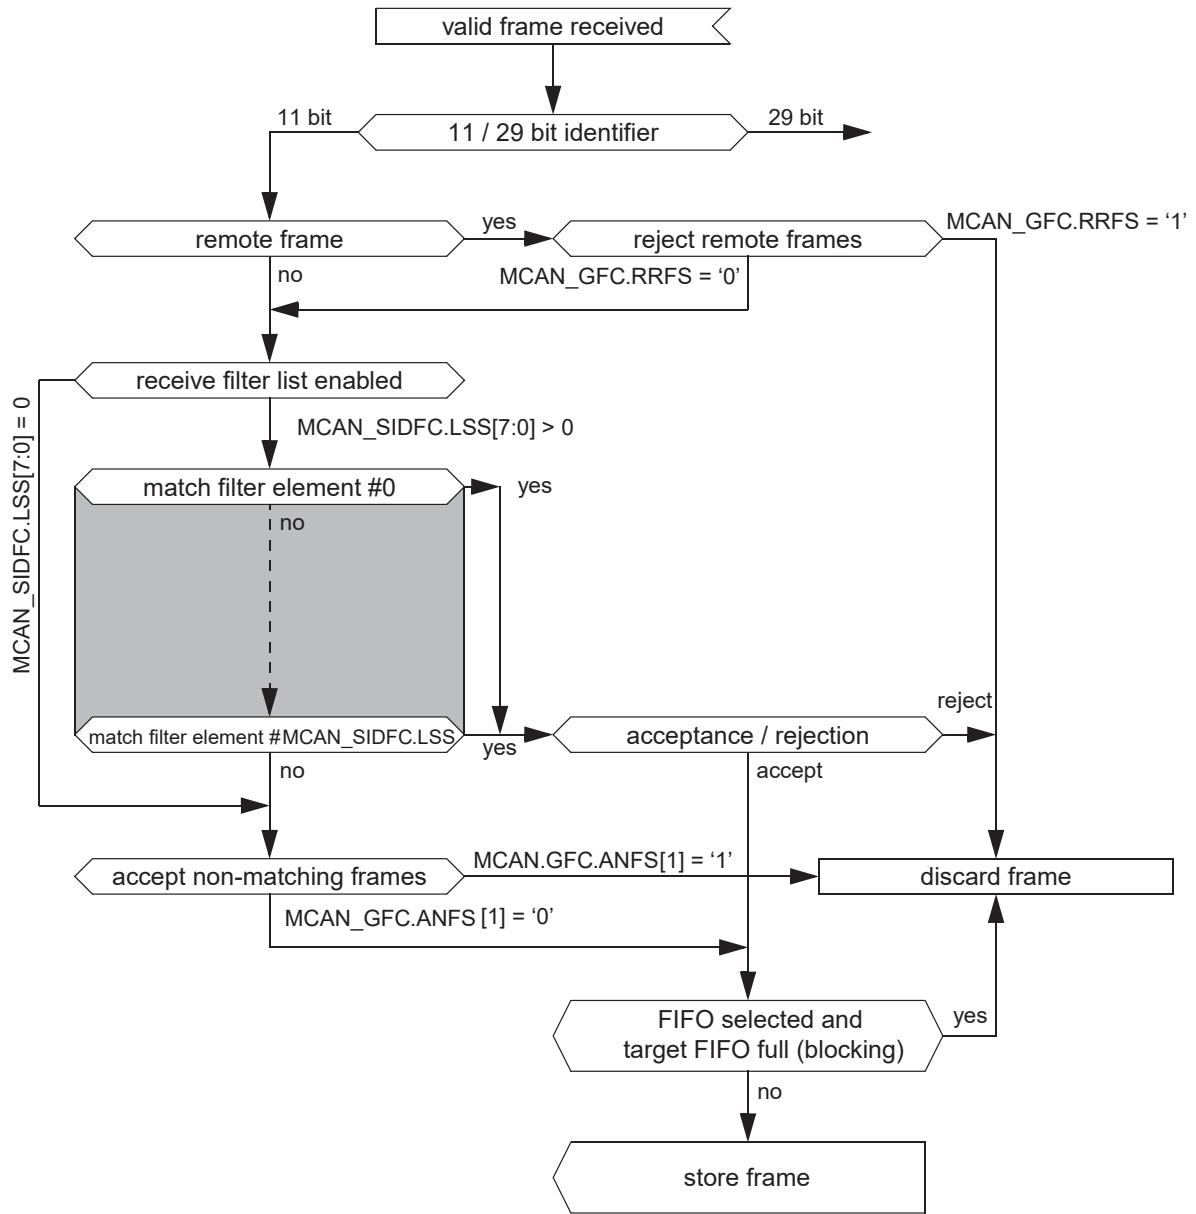 valid frame received
11 bit
11 / 29 bit identifier
29 bit
remote frame
yes
reject remote frames
MCAN_GFC.RRFS = ‘1’
no
MCAN_GFC.RRFS = ‘0’
receive filter list enabled
MCAN_SIDFC.LSS[7:0] = 0
MCAN_SIDFC.LSS[7:0] > 0
match filter element #0
yes
no
match filter element #MCAN_SIDFC.LSS
yes
acceptance / rejection
reject
no
accept
accept non-matching frames
MCAN.GFC.ANFS[1] = ‘1’
discard frame
MCAN_GFC.ANFS [1] = ‘0’
FIFO selected and
target FIFO full (blocking)
yes
no
store frame